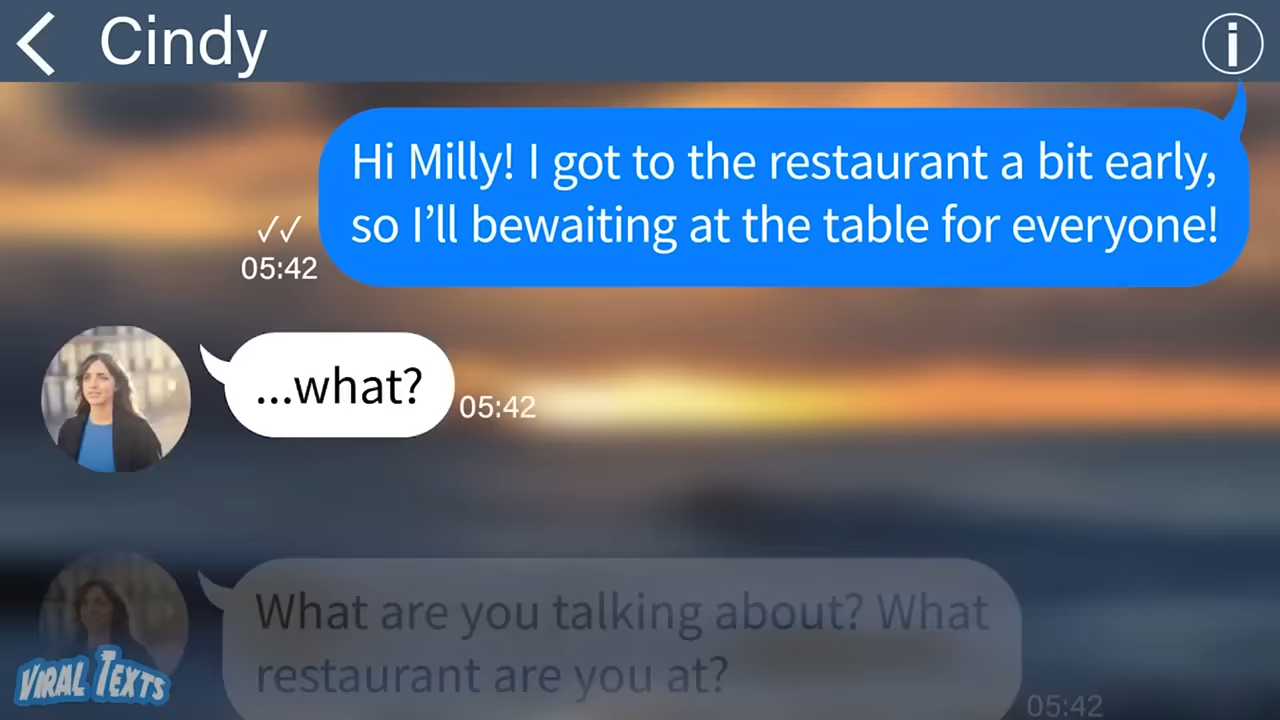 Cindy
i
Hi Milly! I got to the restaurant a bit early,
so I’ll bewaiting at the table for everyone!
05:42
...what?
05:42
What are you talking about? What
restaurant are you at?
05:42
VIRAL TEXTS